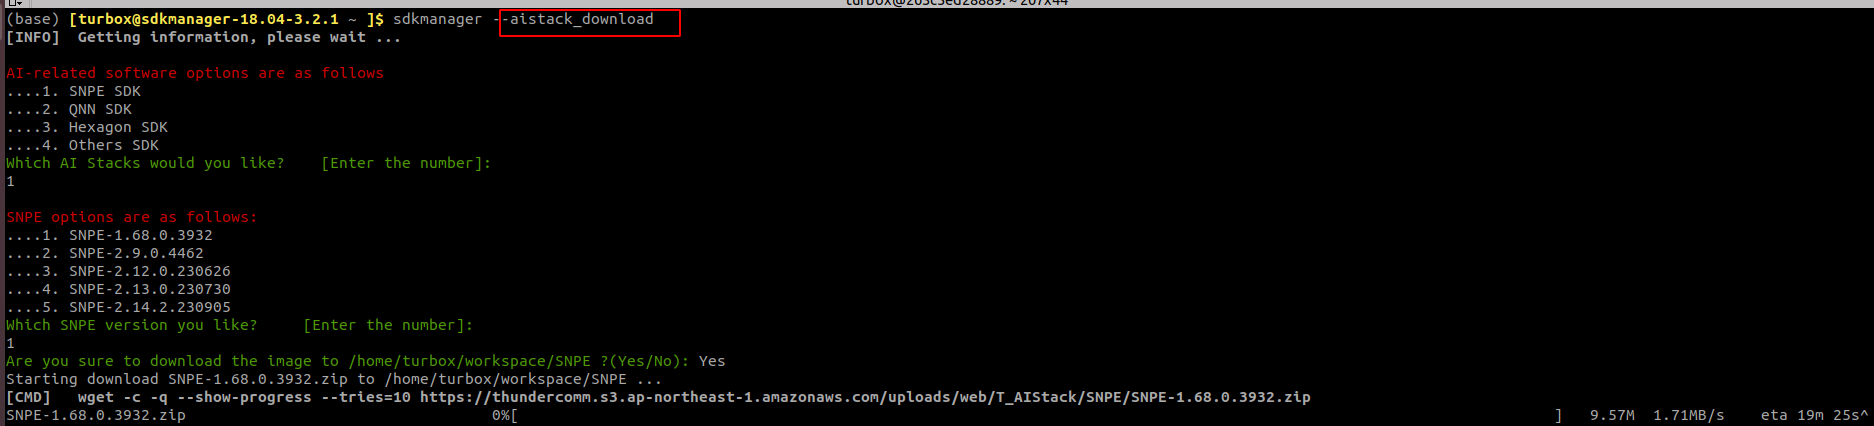 (base) [turbox@sdkmanager-18.04-3.2.1 ~ ]$ sdkmanager --aistack_download
[INFO]  Getting information, please wait ...
AI-related software options are as follows
....1. SNPE SDK
....2. QNN SDK
....3. Hexagon SDK
....4. Others SDK
Which AI Stacks would you like?    [Enter the number]:
1
SNPE options are as follows:
....1. SNPE-1.68.0.3932
....2. SNPE-2.9.0.4462
....3. SNPE-2.12.0.230626
....4. SNPE-2.13.0.230730
....5. SNPE-2.14.2.230905
Which SNPE version you like?     [Enter the number]:
1
Are you sure to download the image to /home/turbox/workspace/SNPE ?(Yes/No): Yes
Starting download SNPE-1.68.0.3932.zip to /home/turbox/workspace/SNPE ...
[CMD]   wget -c -q --show-progress --tries=10 https://thundercomm.s3.ap-northeast-1.amazonaws.com/uploads/web/T_AIStack/SNPE/SNPE-1.68.0.3932.zip
SNPE-1.68.0.3932.zip                                  0%[                    ]   9.57M  1.71MB/s    eta 19m 25s^